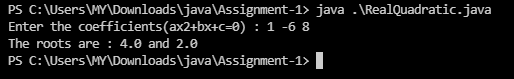 PS C:\Users\MY\Downloads\java\Assignment-1> java .\RealQuadratic.java
Enter the coefficients(ax2+bx+c=0) : 1 -6 8
The roots are : 4.0 and 2.0
PS C:\Users\MY\Downloads\java\Assignment-1>